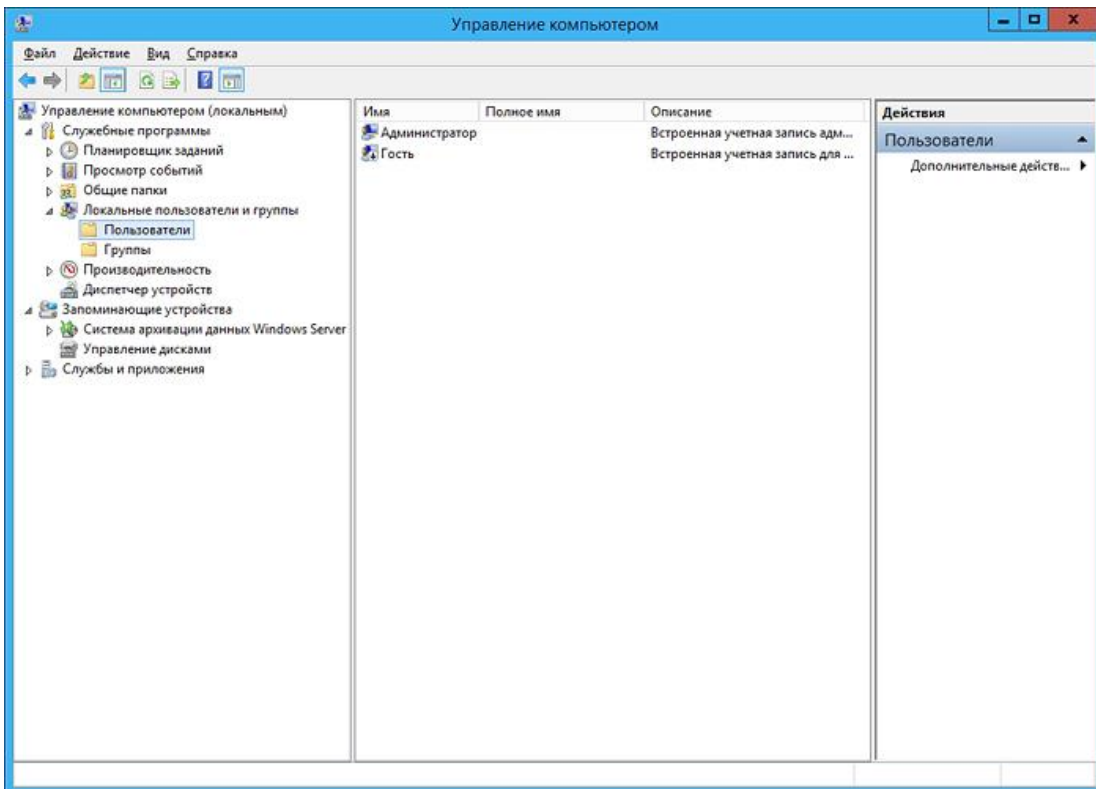 Управление компьютером
Файл Действие Вид Справка
Управление компьютером (локальным)
Служебные программы
Планировщик заданий
Просмотр событий
Общие папки
Локальные пользователи и группы
Пользователи
Группы
Производительность
Диспетчер устройств
Запоминающие устройства
Система архивации данных Windows Server
Управление дисками
Службы и приложения
Имя Полное имя Описание
Администратор Встроенная учетная запись адм...
Гость Встроенная учетная запись для ...
Действия
Пользователи
Дополнительные действ...